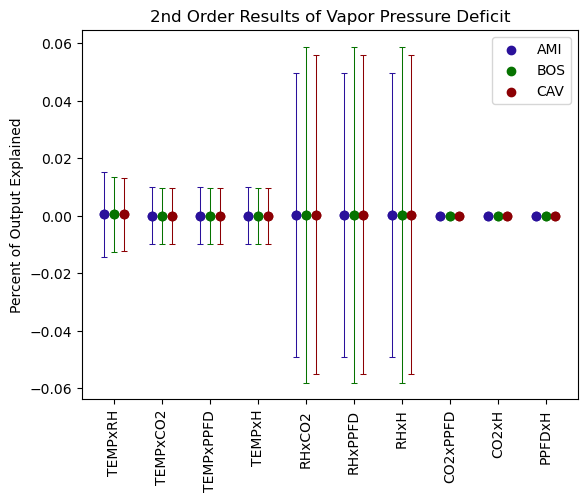 2nd Order Results of Vapor Pressure Deficit
AMI
BOS
CAV
Percent of Output Explained
0.06
0.04
0.02
0.00
−0.02
−0.04
−0.06
TEMPxRH
TEMPxCO2
TEMPxPPFD
TEMPxH
RHxCO2
RHxPPFD
RHxH
CO2xPPFD
CO2xH
PPFDxH